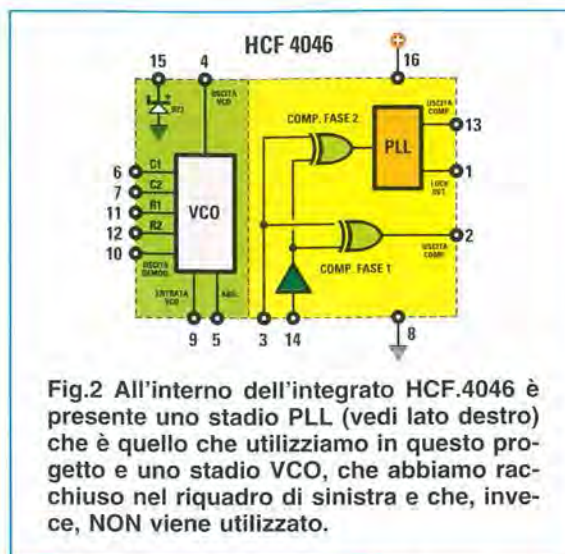 HCF 4046
15
4
16
DZ1
USCITA
VCO
COMP. FASE 2
USCITA
COMP.
13
PLL
6
C1
7
C2
11
R1
12
R2
10
VCO
1
LOCK
OUT.
2
USCITA
COMP.
USCITA
DEMOD.
COMP. FASE 1
ENTRATA
VCO
9
5
3
14
8
Fig.2 All'interno dell'integrato HCF.4046 è
presente uno stadio PLL (vedi lato destro)
che è quello che utilizziamo in questo pro-
getto e uno stadio VCO, che abbiamo rac-
chiuso nel riquadro di sinistra e che, inve-
ce, NON viene utilizzato.